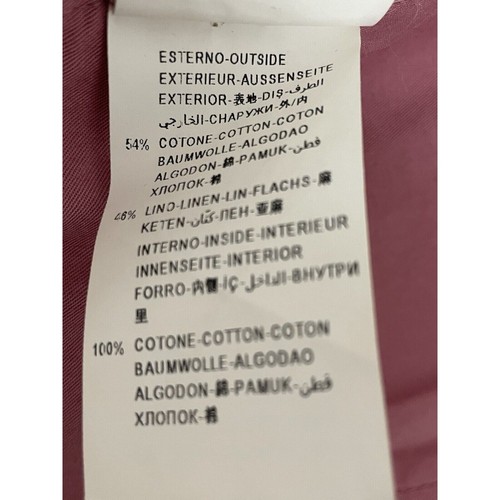 ESTERNO-OUTSIDE
EXTERIEUR-AUSSENSEITE
EXTERIOR-表地-DIŞ-الطرف
الخارجي-СНАРУЖИ-外/内
54% COTONE-COTTON-COTON
BAUMWOLLE-ALGODAO
ALGODON-綿-PAMUK-قطن
ХЛОПОК-棉
46% LINO-LINEN-LIN-FLACHS-麻
KETEN-كتان-ЛЕН-亚麻
INTERNO-INSIDE-INTERIEUR
INNENSEITE-INTERIOR
FORRO-内側-İÇ-الداخل-ВНУТРИ
里
100% COTONE-COTTON-COTON
BAUMWOLLE-ALGODAO
ALGODON-綿-PAMUK-قطن
ХЛОПОК-棉